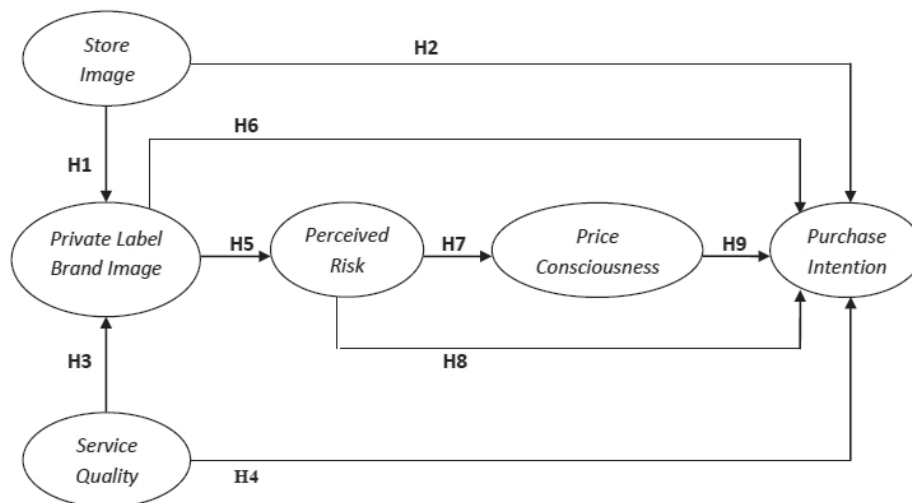 Store
Image
H2
H6
H1
Private Label
Brand Image
H5
Perceived
Risk
H7
Price
Consciousness
H9
Purchase
Intention
H3
H8
Service
Quality
H4